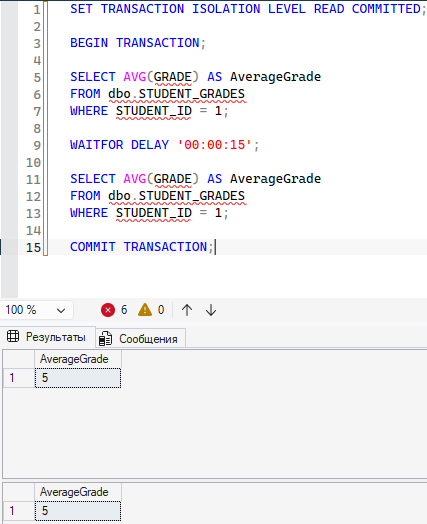 1 SET TRANSACTION ISOLATION LEVEL READ COMMITTED;
2
3 BEGIN TRANSACTION;
4
5 SELECT AVG(GRADE) AS AverageGrade
6 FROM dbo.STUDENT_GRADES
7 WHERE STUDENT_ID = 1;
8
9 WAITFOR DELAY '00:00:15';
10
11 SELECT AVG(GRADE) AS AverageGrade
12 FROM dbo.STUDENT_GRADES
13 WHERE STUDENT_ID = 1;
14
15 COMMIT TRANSACTION;
100 % 6 0
Результаты Сообщения
AverageGrade
1 5
AverageGrade
1 5